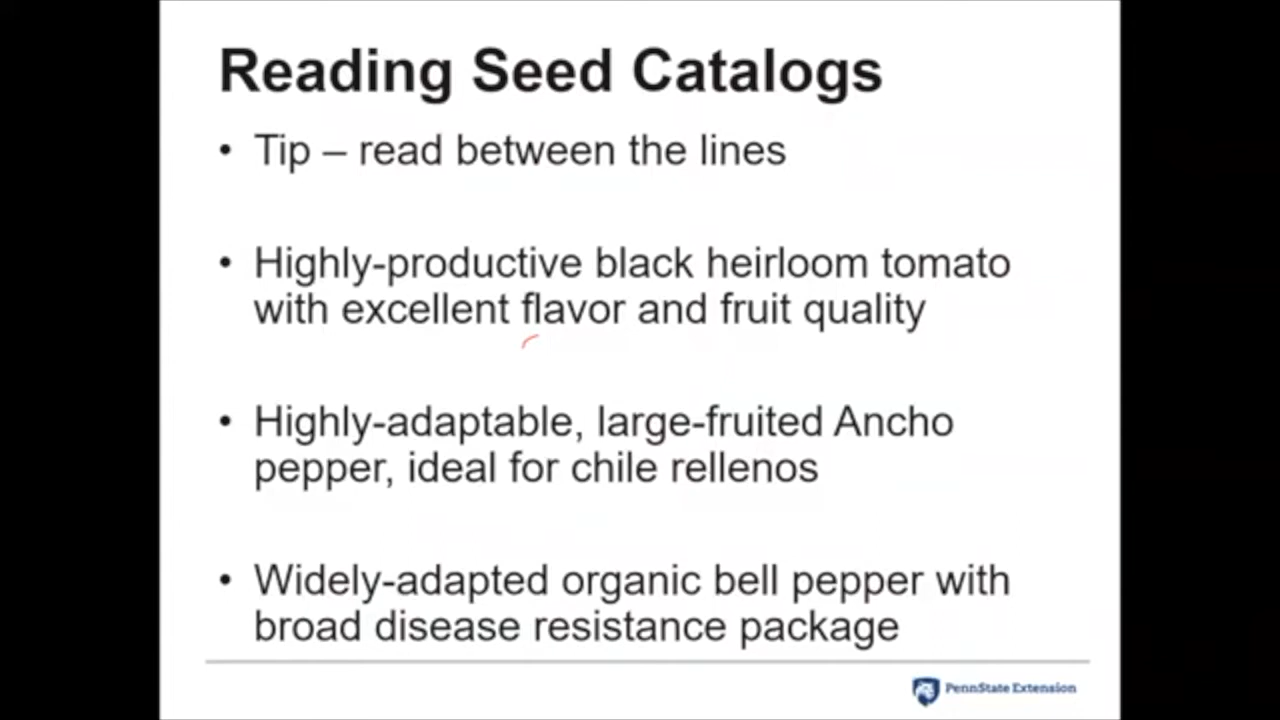 Reading Seed Catalogs
• Tip – read between the lines
• Highly-productive black heirloom tomato
with excellent flavor and fruit quality
• Highly-adaptable, large-fruited Ancho
pepper, ideal for chile rellenos
• Widely-adapted organic bell pepper with
broad disease resistance package
PennState Extension